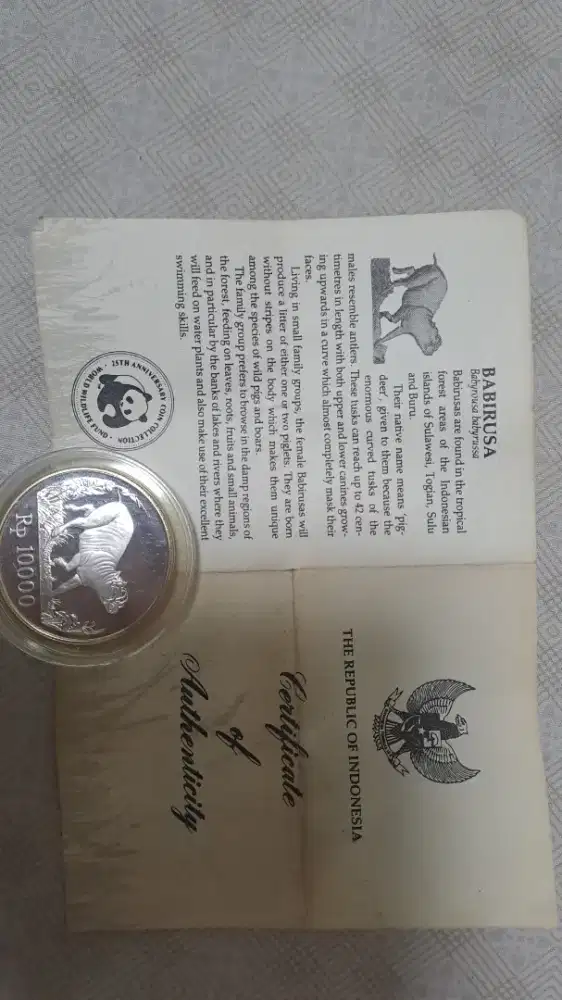 BABIRUSA
Babyrousa babyrussa
Babirusas are found in the tropical
forest areas of the Indonesian
islands of Sulawesi, Togian, Sulu
and Buru.
Their native name means 'pig-
deer', given to them because the
enormous curved tusks of the
males resemble antlers. These tusks can reach up to 42 cen-
timetres in length with both upper and lower canines grow-
ing upwards in a curve which almost completely mask their
faces.
Living in small family groups, the female Babirusas will
produce a litter of either one or two piglets. They are born
without stripes on the body which makes them unique
among the species of wild pigs and boars.
The family group prefers to browse in the damp regions of
the forest, feeding on leaves, roots, fruits and small animals,
and in particular by the banks of lakes and rivers where they
will feed on water plants and also make use of their excellent
swimming skills.
WORLD WILDLIFE FUND · 25TH ANNIVERSARY COIN COLLECTION ·
Rp 10,000
THE REPUBLIC OF INDONESIA
Certificate
of
Authenticity